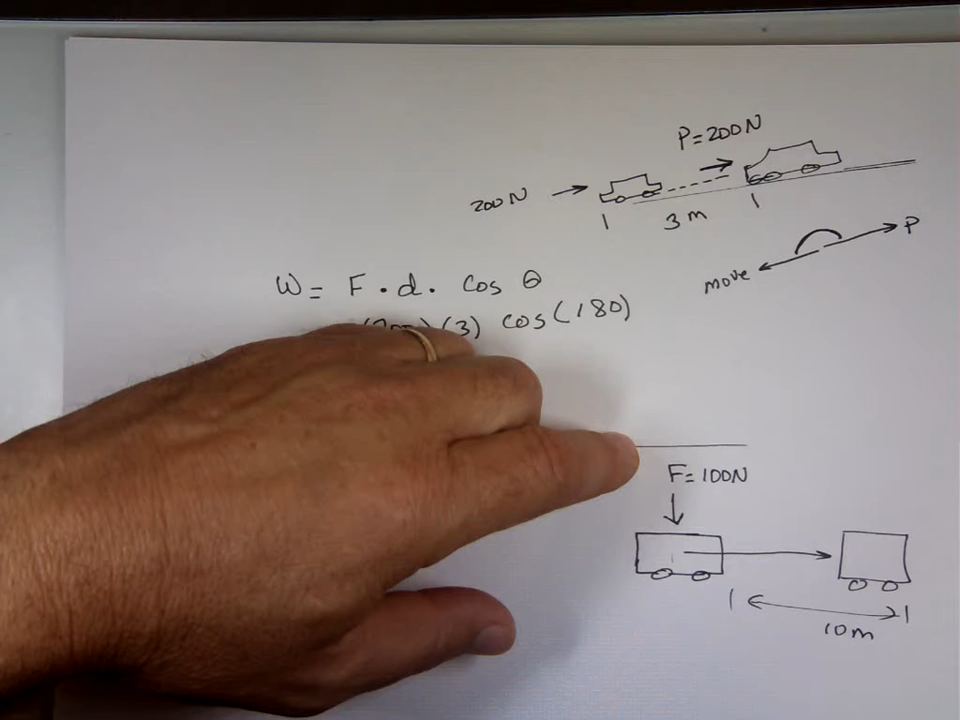 P=200N
200N
3m
P
move
W= F · d · cos θ
(3) cos(180)
F=100N
10m